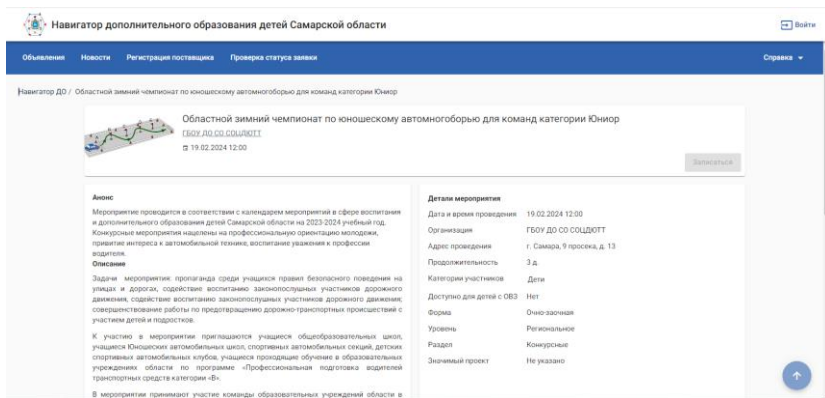 Навигатор дополнительного образования детей Самарской области
Войти
Объявления Новости Регистрация поставщика Проверка статуса заявки Справка
Навигатор ДО / Областной зимний чемпионат по юношескому автомногоборью для команд категории Юниор
Областной зимний чемпионат по юношескому автомногоборью для команд категории Юниор
ГБОУ ДО СО СОЦДЮТТ
19.02.2024 12:00
Записаться
Анонс
Мероприятие проводится в соответствии с календарем мероприятий в сфере воспитания
и дополнительного образования детей Самарской области на 2023-2024 учебный год.
Конкурсные мероприятия нацелены на профессиональную ориентацию молодежи,
привитие интереса к автомобильной технике, воспитание уважения к профессии
водителя.
Описание
Задачи мероприятия: пропаганда среди учащихся правил безопасного поведения на
улицах и дорогах, содействие воспитанию законопослушных участников дорожного
движения, содействие воспитанию законопослушных участников дорожного движения;
совершенствование работы по предотвращению дорожно-транспортных происшествий с
участием детей и подростков.
К участию в мероприятии приглашаются учащиеся общеобразовательных школ,
учащиеся Юношеских автомобильных школ, спортивных автомобильных секций, детских
спортивных автомобильных клубов, учащиеся проходящие обучение в образовательных
учреждениях области по программе «Профессиональная подготовка водителей
транспортных средств категории «В».
В мероприятии принимают участие команды образовательных учреждений области в
Детали мероприятия
Дата и время проведения 19.02.2024 12:00
Организация ГБОУ ДО СО СОЦДЮТТ
Адрес проведения г. Самара, 9 просека, д. 13
Продолжительность 3 д
Категории участников Дети
Доступно для детей с ОВЗ Нет
Форма Очно-заочная
Уровень Региональное
Раздел Конкурсные
Значимый проект Не указано